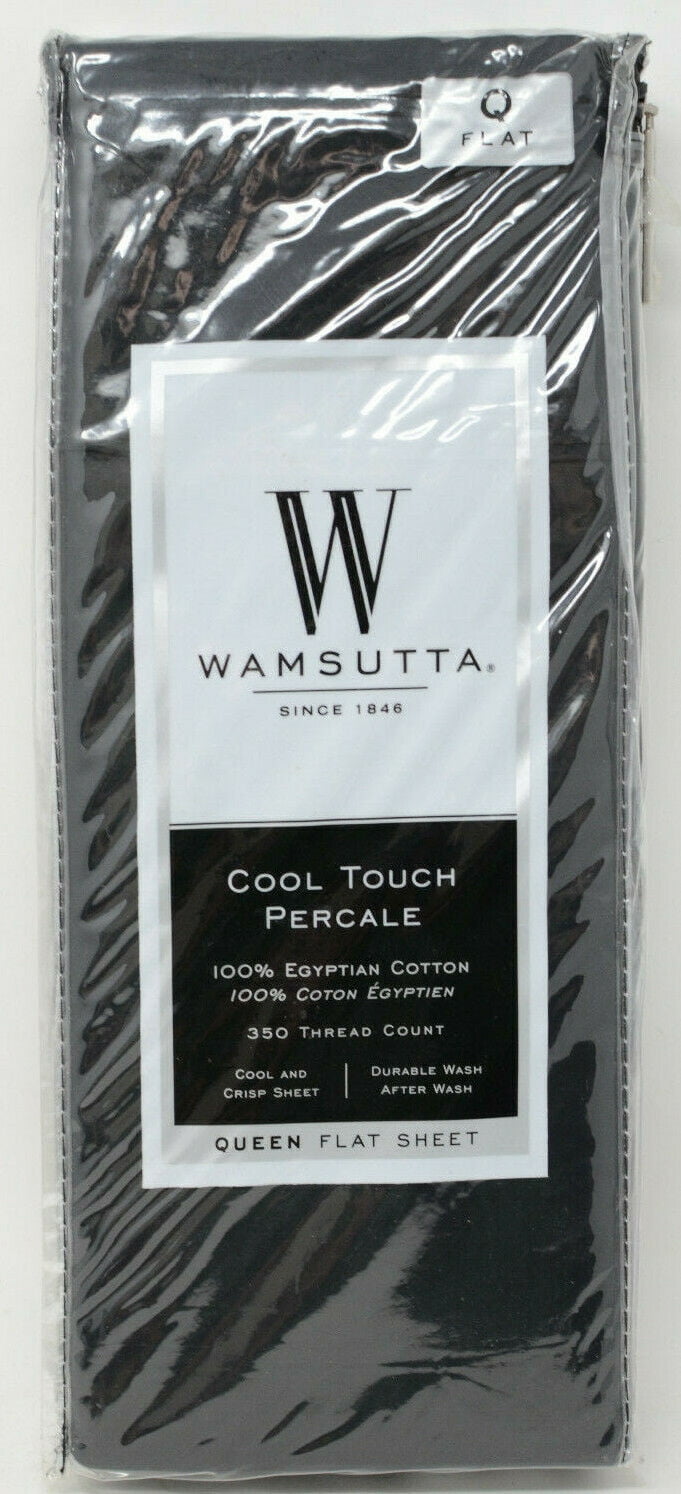 Q
FLAT
W
WAMSUTTA®
SINCE 1846
COOL TOUCH
PERCALE
100% EGYPTIAN COTTON
100% COTON ÉGYPTIEN
350 THREAD COUNT
COOL AND
CRISP SHEET
DURABLE WASH
AFTER WASH
QUEEN FLAT SHEET